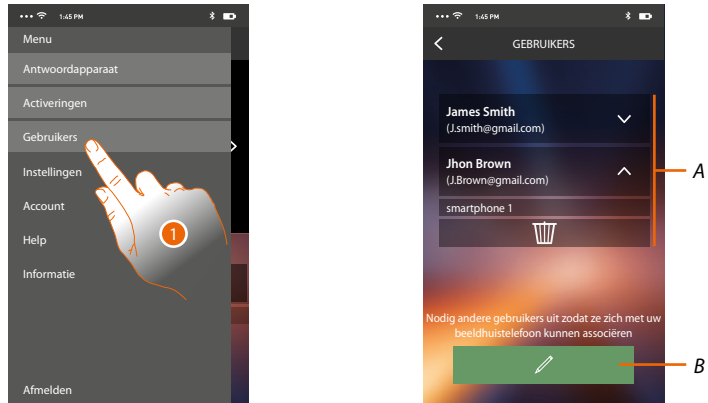 1:45 PM
Menu
Antwoordapparaat
Activeringen
Gebruikers
Instellingen
Account
1
Help
Informatie
Afmelden
1:45 PM
GEBRUIKERS
James Smith
(J.smith@gmail.com)
Jhon Brown
(J.Brown@gmail.com)
A
smartphone 1
Nodig andere gebruikers uit zodat ze zich met uw
beeldhuistelefoon kunnen associëren
B